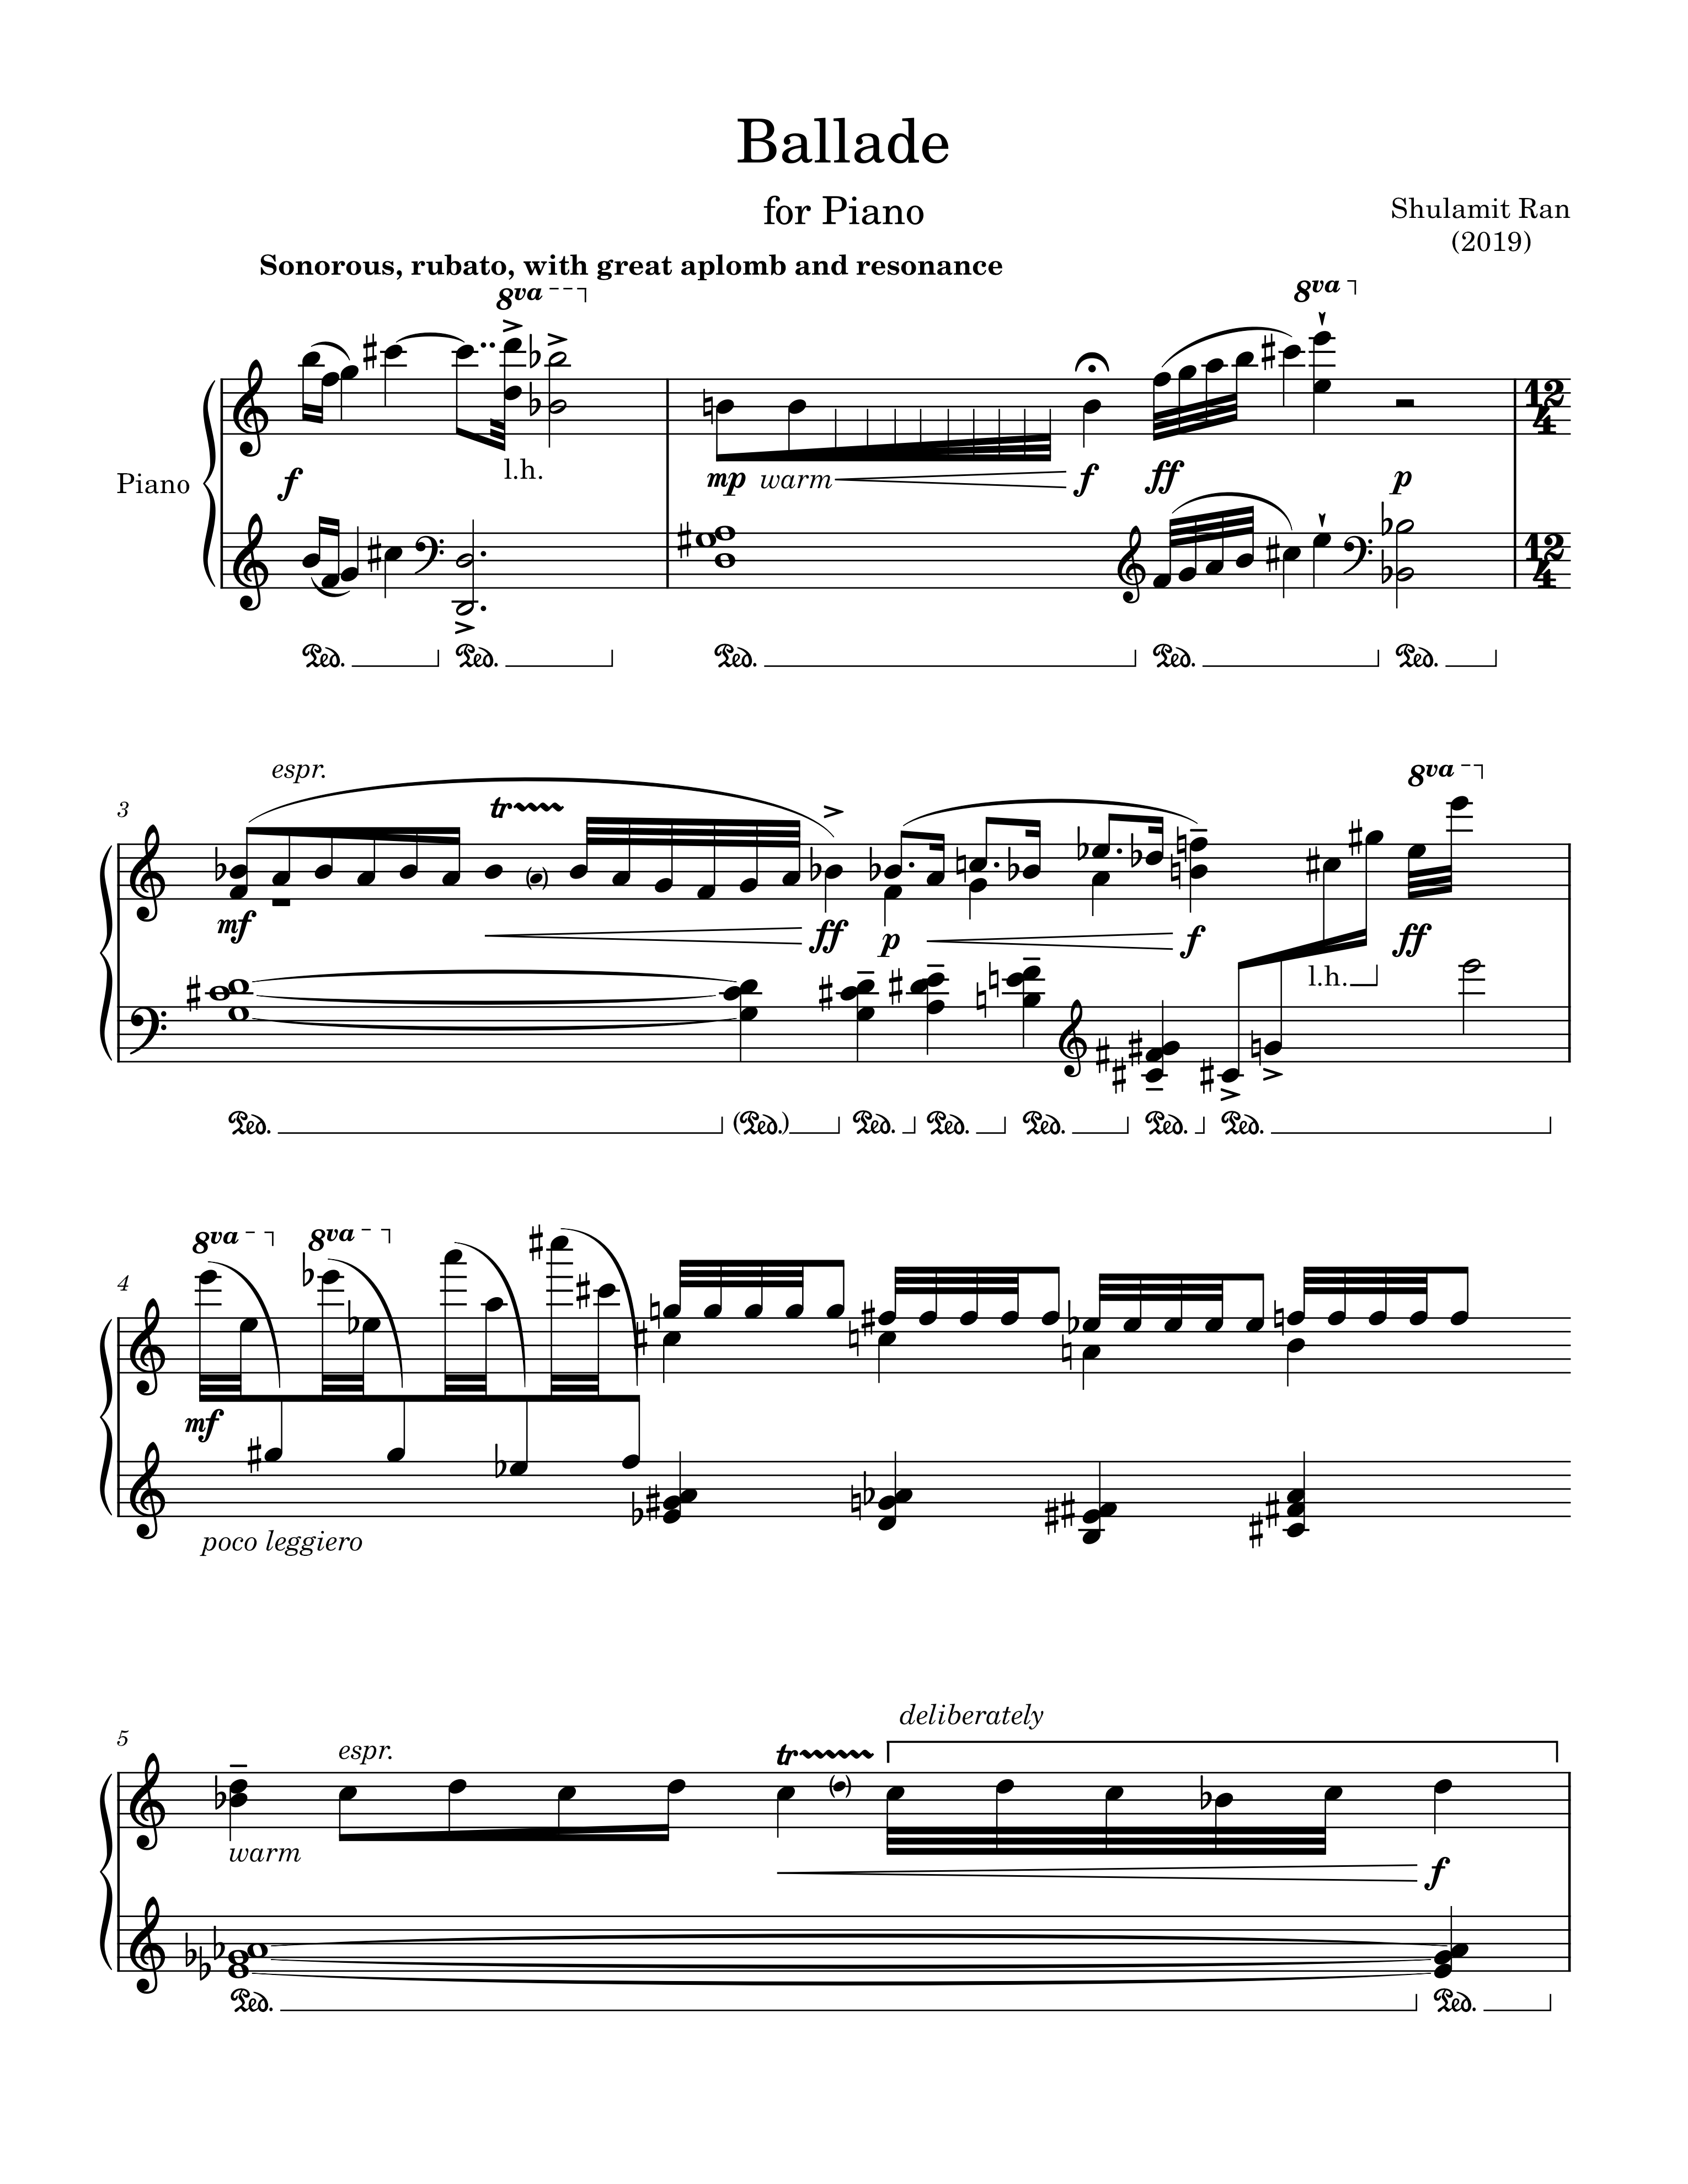 Ballade
for Piano
Shulamit Ran
(2019)
Sonorous, rubato, with great aplomb and resonance
8va 8va
12
4
Piano
f l.h. mp warm f ff p
12
4
Ped. Ped. Ped. Ped. Ped.
espr. 8va
3 tr
mf ff p f ff
l.h.
Ped. (Ped.) Ped. Ped. Ped. Ped. Ped.
8va 8va
4
mf
poco leggiero
deliberately
5 espr. tr
warm f
Ped. Ped.